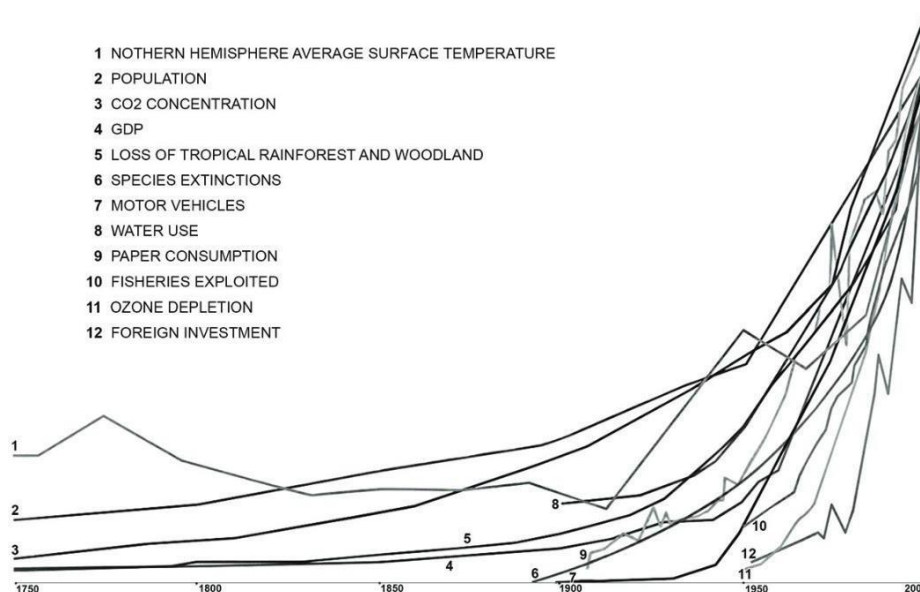 1 NOTHERN HEMISPHERE AVERAGE SURFACE TEMPERATURE
2 POPULATION
3 CO2 CONCENTRATION
4 GDP
5 LOSS OF TROPICAL RAINFOREST AND WOODLAND
6 SPECIES EXTINCTIONS
7 MOTOR VEHICLES
8 WATER USE
9 PAPER CONSUMPTION
10 FISHERIES EXPLOITED
11 OZONE DEPLETION
12 FOREIGN INVESTMENT
1
2
8
10
3
5
9
12
4
6
7
11
1750 1800 1850 1900 1950 200